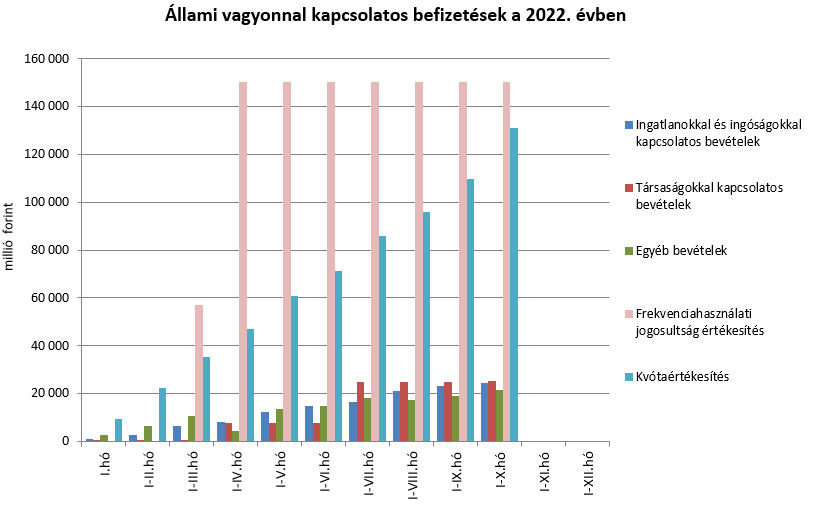 Állami vagyonnal kapcsolatos befizetések a 2022. évben
160 000
140 000
120 000
100 000
80 000
60 000
40 000
20 000
0
millió forint
I.hó
I-II.hó
I-III.hó
I-IV.hó
I-V.hó
I-VI.hó
I-VII.hó
I-VIII.hó
I-IX.hó
I-X.hó
I-XI.hó
I-XII.hó
Ingatlanokkal és ingóságokkal
kapcsolatos bevételek
Társaságokkal kapcsolatos
bevételek
Egyéb bevételek
Frekvenciahasználati
jogosultság értékesítés
Kvótaértékesítés